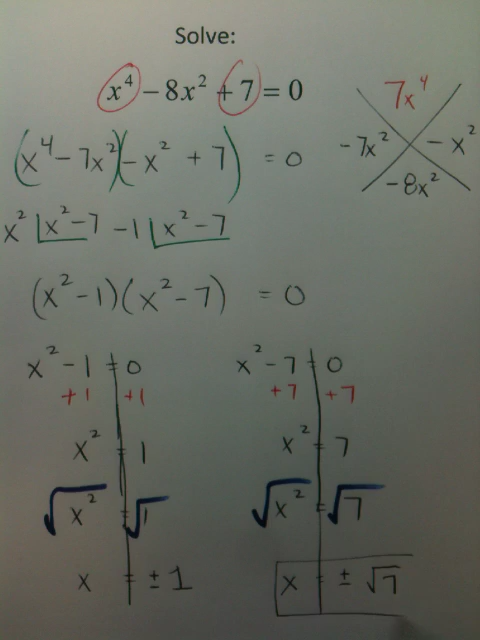 Solve:
x⁴ − 8x² + 7 = 0
7x⁴
-7x² -x²
-8x²
(x⁴ - 7x²)(-x² + 7) = 0
x² | x² - 7 -1 | x² - 7
(x² - 1)(x² - 7) = 0
x² - 1 = 0
+1 +1
x² = 1
√x² = √1
x = ± 1
x² - 7 = 0
+7 +7
x² = 7
√x² = √7
x = ± √7